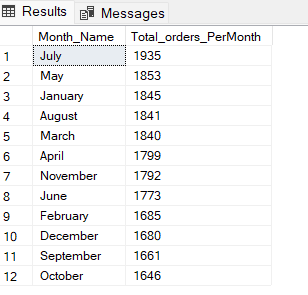 Results Messages
Month_Name Total_orders_PerMonth
1 July 1935
2 May 1853
3 January 1845
4 August 1841
5 March 1840
6 April 1799
7 November 1792
8 June 1773
9 February 1685
10 December 1680
11 September 1661
12 October 1646